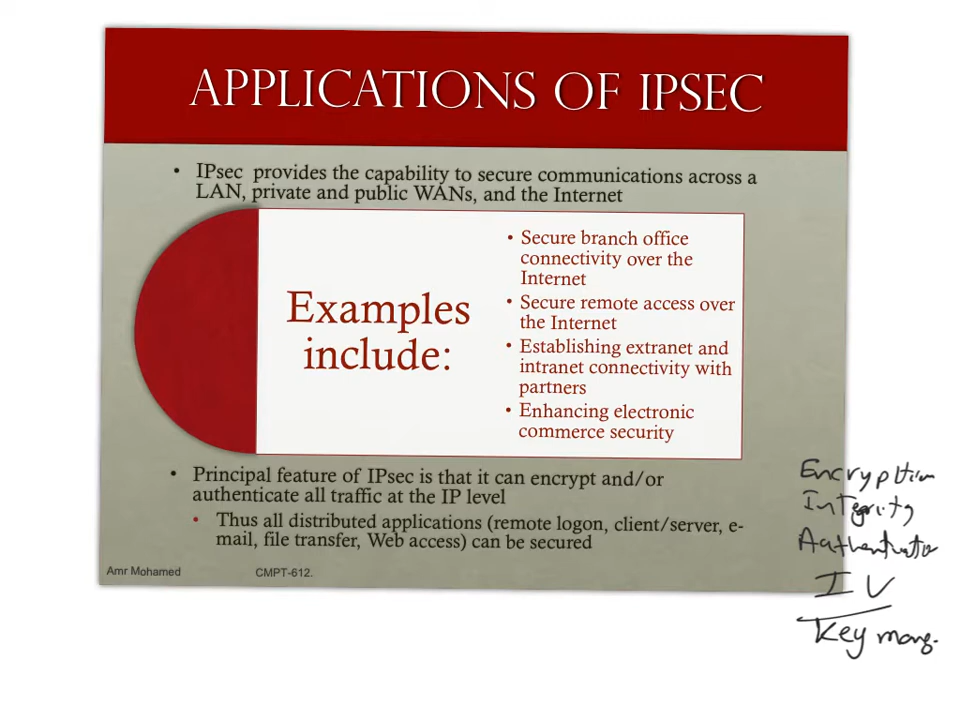 APPLICATIONS OF IPSEC
• IPsec provides the capability to secure communications across a
LAN, private and public WANs, and the Internet
Examples
include:
• Secure branch office
connectivity over the
Internet
• Secure remote access over
the Internet
• Establishing extranet and
intranet connectivity with
partners
• Enhancing electronic
commerce security
• Principal feature of IPsec is that it can encrypt and/or
authenticate all traffic at the IP level
• Thus all distributed applications (remote logon, client/server, e-
mail, file transfer, Web access) can be secured
Amr Mohamed
CMPT-612.
Encryption
Integrity
Authentication
IV
Key mang.